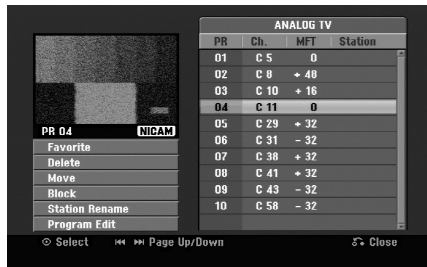 ANALOG TV
PR Ch. MFT Station
01 C 5 0
02 C 8 + 48
03 C 10 + 16
04 C 11 0
05 C 29 + 32
06 C 31 - 32
07 C 38 + 32
08 C 41 + 32
09 C 43 - 32
10 C 58 - 32
PR 04 NICAM
Favorite
Delete
Move
Block
Station Rename
Program Edit
Select Page Up/Down Close